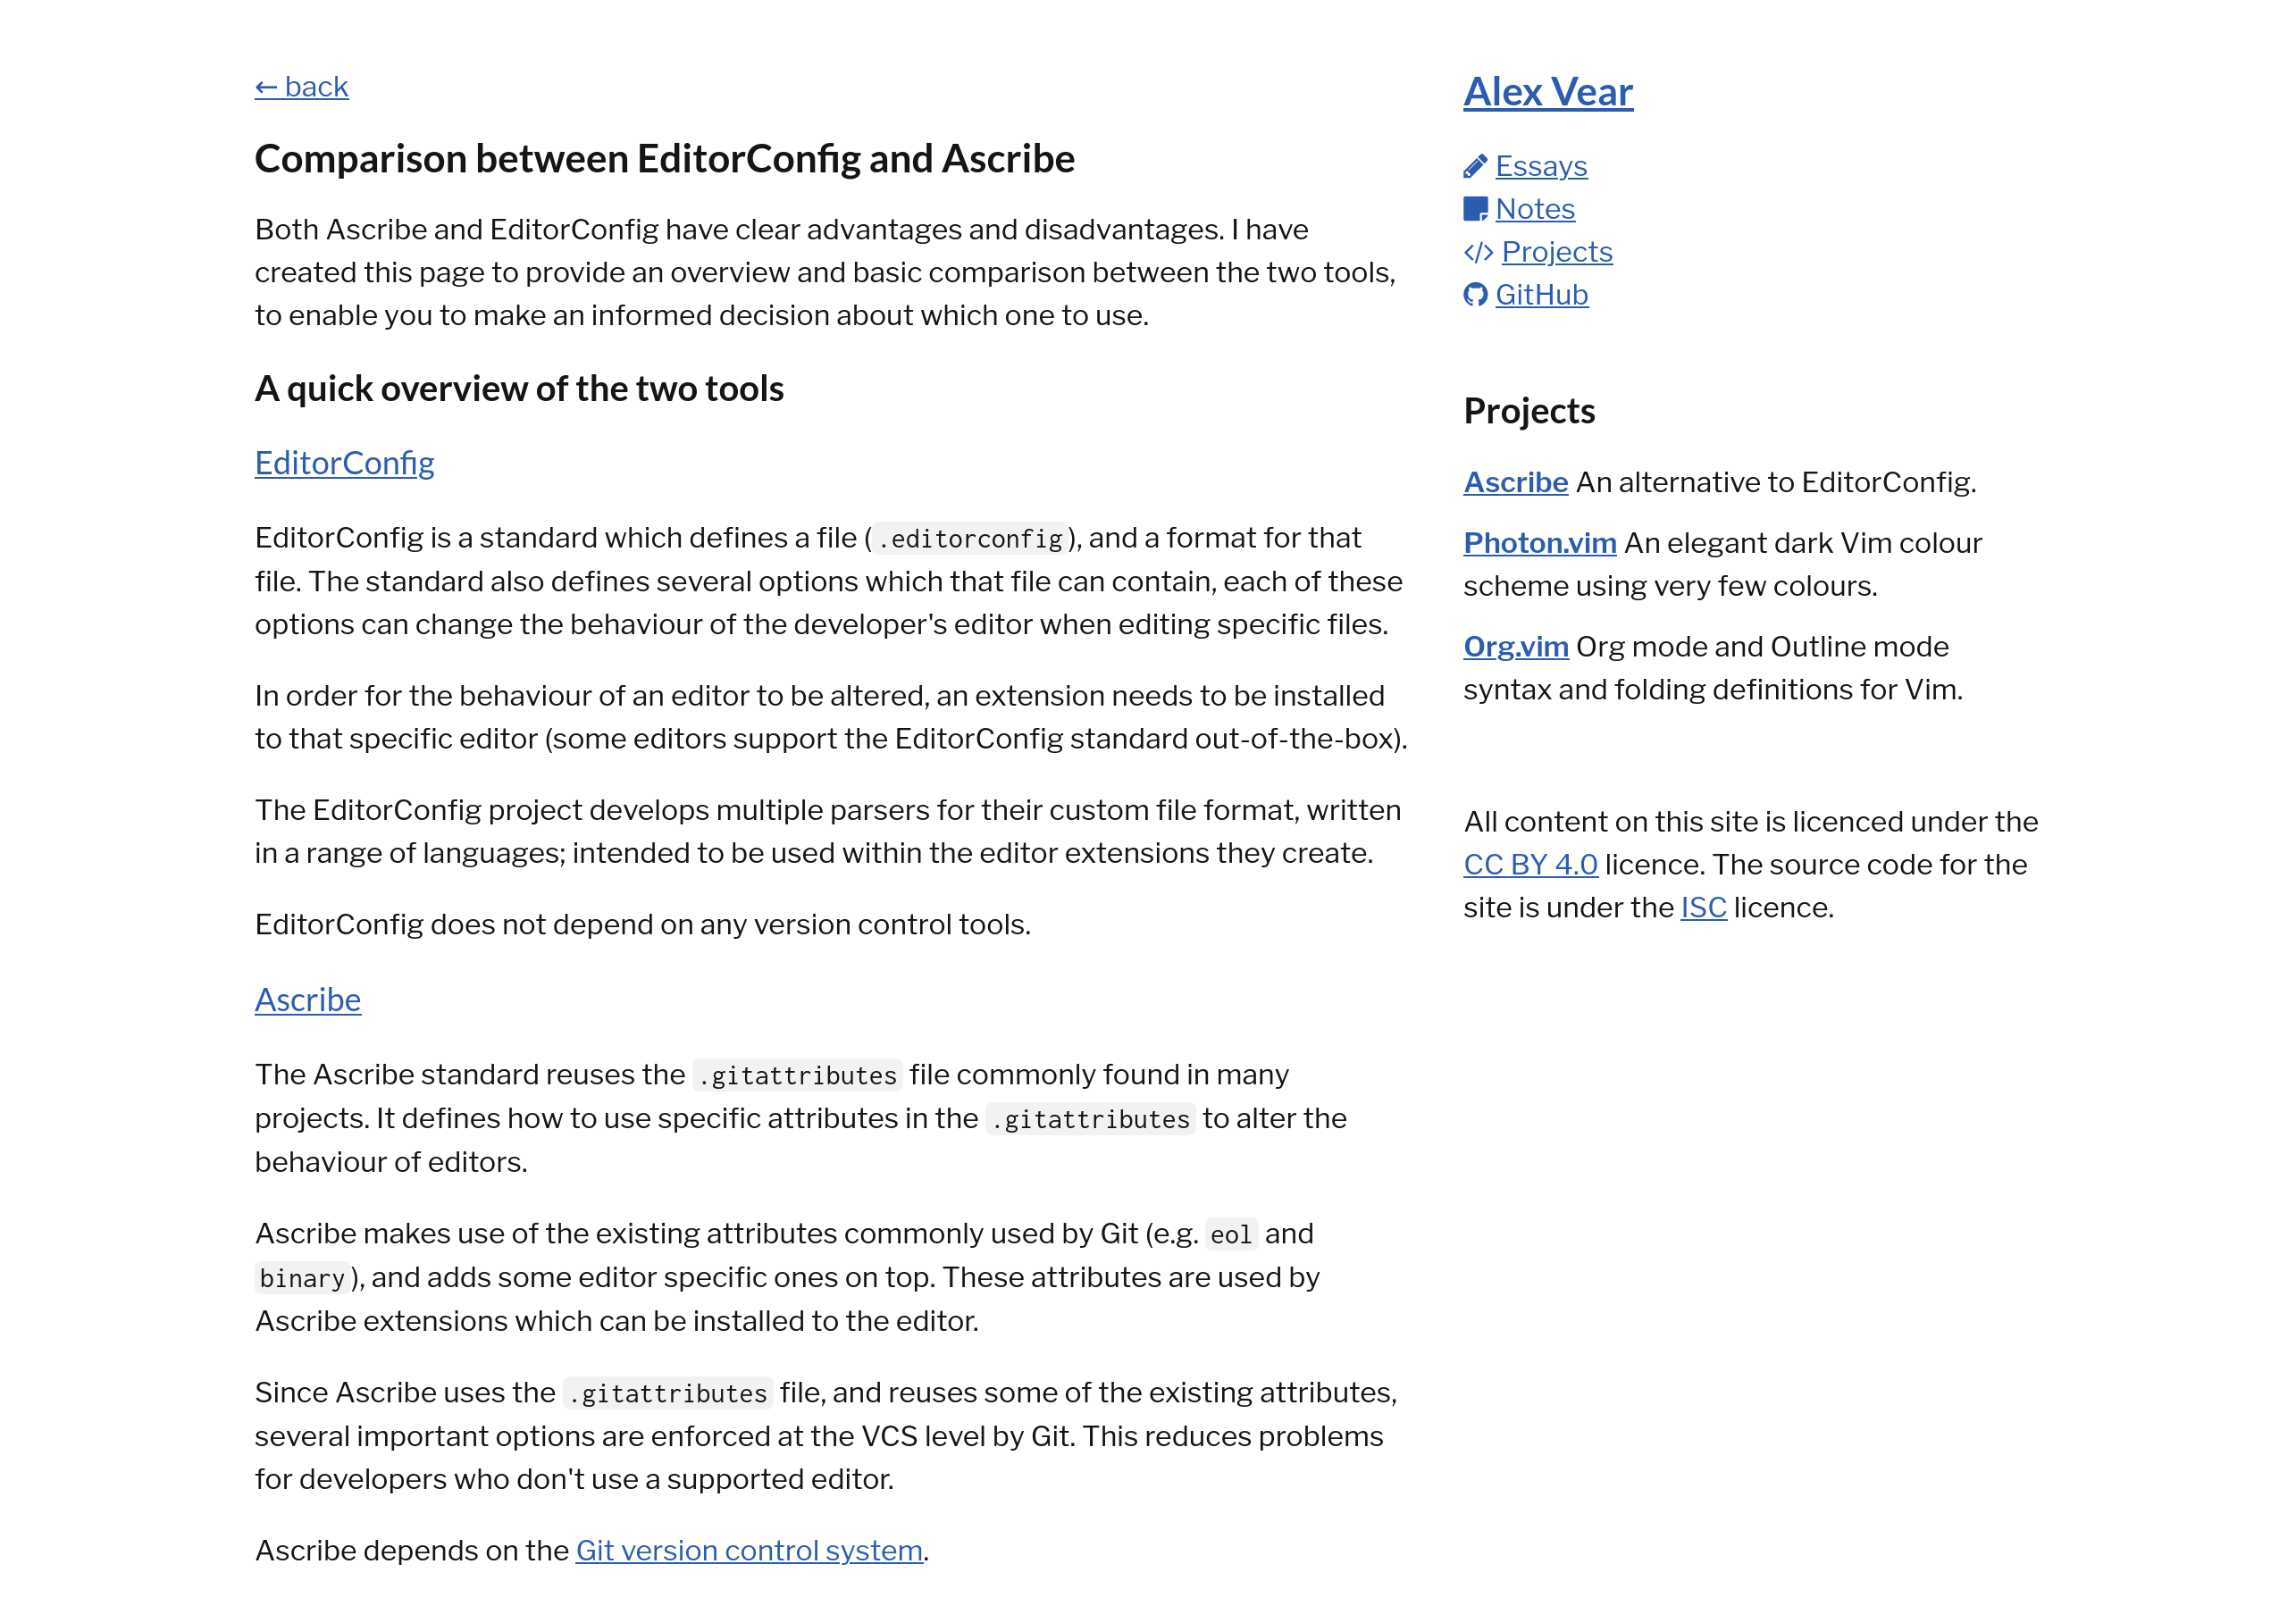 ← back
Comparison between EditorConfig and Ascribe
Both Ascribe and EditorConfig have clear advantages and disadvantages. I have
created this page to provide an overview and basic comparison between the two tools,
to enable you to make an informed decision about which one to use.
A quick overview of the two tools
EditorConfig
EditorConfig is a standard which defines a file (.editorconfig), and a format for that
file. The standard also defines several options which that file can contain, each of these
options can change the behaviour of the developer's editor when editing specific files.
In order for the behaviour of an editor to be altered, an extension needs to be installed
to that specific editor (some editors support the EditorConfig standard out-of-the-box).
The EditorConfig project develops multiple parsers for their custom file format, written
in a range of languages; intended to be used within the editor extensions they create.
EditorConfig does not depend on any version control tools.
Ascribe
The Ascribe standard reuses the .gitattributes file commonly found in many
projects. It defines how to use specific attributes in the .gitattributes to alter the
behaviour of editors.
Ascribe makes use of the existing attributes commonly used by Git (e.g. eol and
binary), and adds some editor specific ones on top. These attributes are used by
Ascribe extensions which can be installed to the editor.
Since Ascribe uses the .gitattributes file, and reuses some of the existing attributes,
several important options are enforced at the VCS level by Git. This reduces problems
for developers who don't use a supported editor.
Ascribe depends on the Git version control system.
Alex Vear
Essays
Notes
</> Projects
GitHub
Projects
Ascribe An alternative to EditorConfig.
Photon.vim An elegant dark Vim colour
scheme using very few colours.
Org.vim Org mode and Outline mode
syntax and folding definitions for Vim.
All content on this site is licenced under the
CC BY 4.0 licence. The source code for the
site is under the ISC licence.